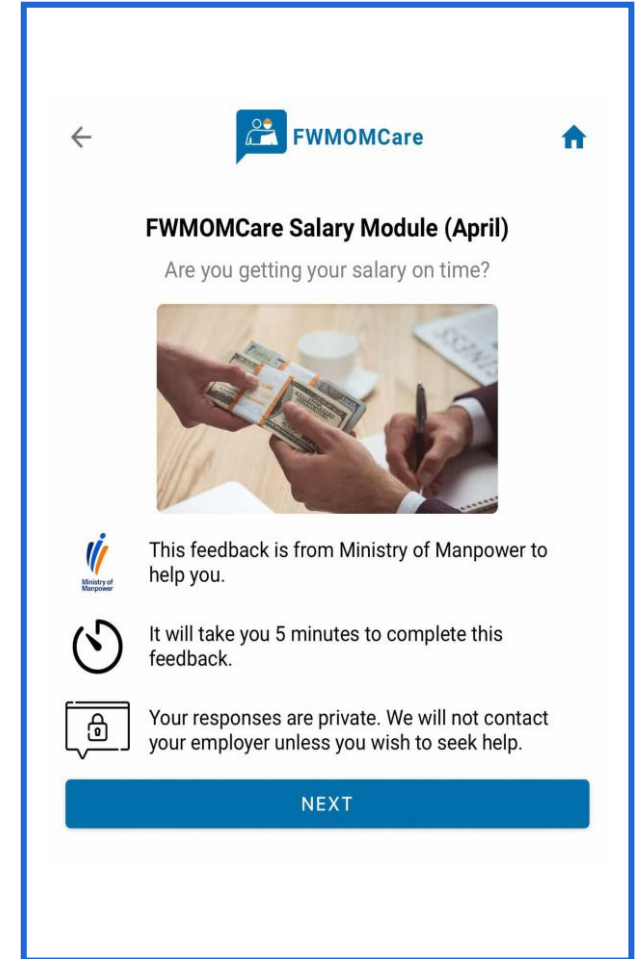 FWMOMCare
FWMOMCare Salary Module (April)
Are you getting your salary on time?
Ministry of
Manpower
This feedback is from Ministry of Manpower to
help you.
It will take you 5 minutes to complete this
feedback.
Your responses are private. We will not contact
your employer unless you wish to seek help.
NEXT